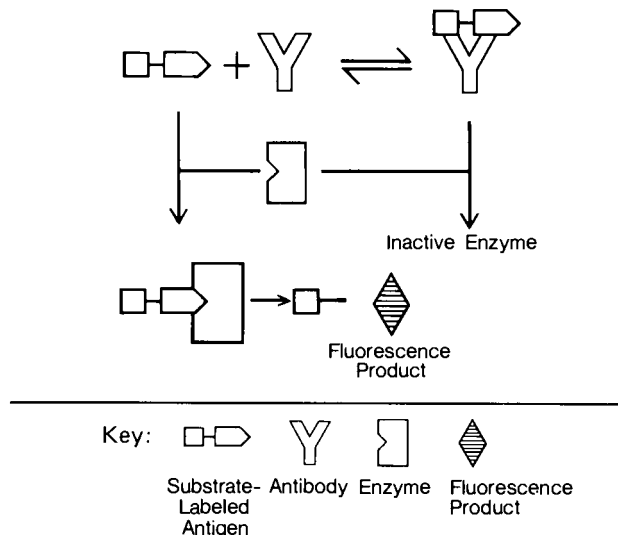 Inactive Enzyme
Fluorescence
Product
Key:
Substrate- Antibody Enzyme Fluorescence
Labeled Product
Antigen